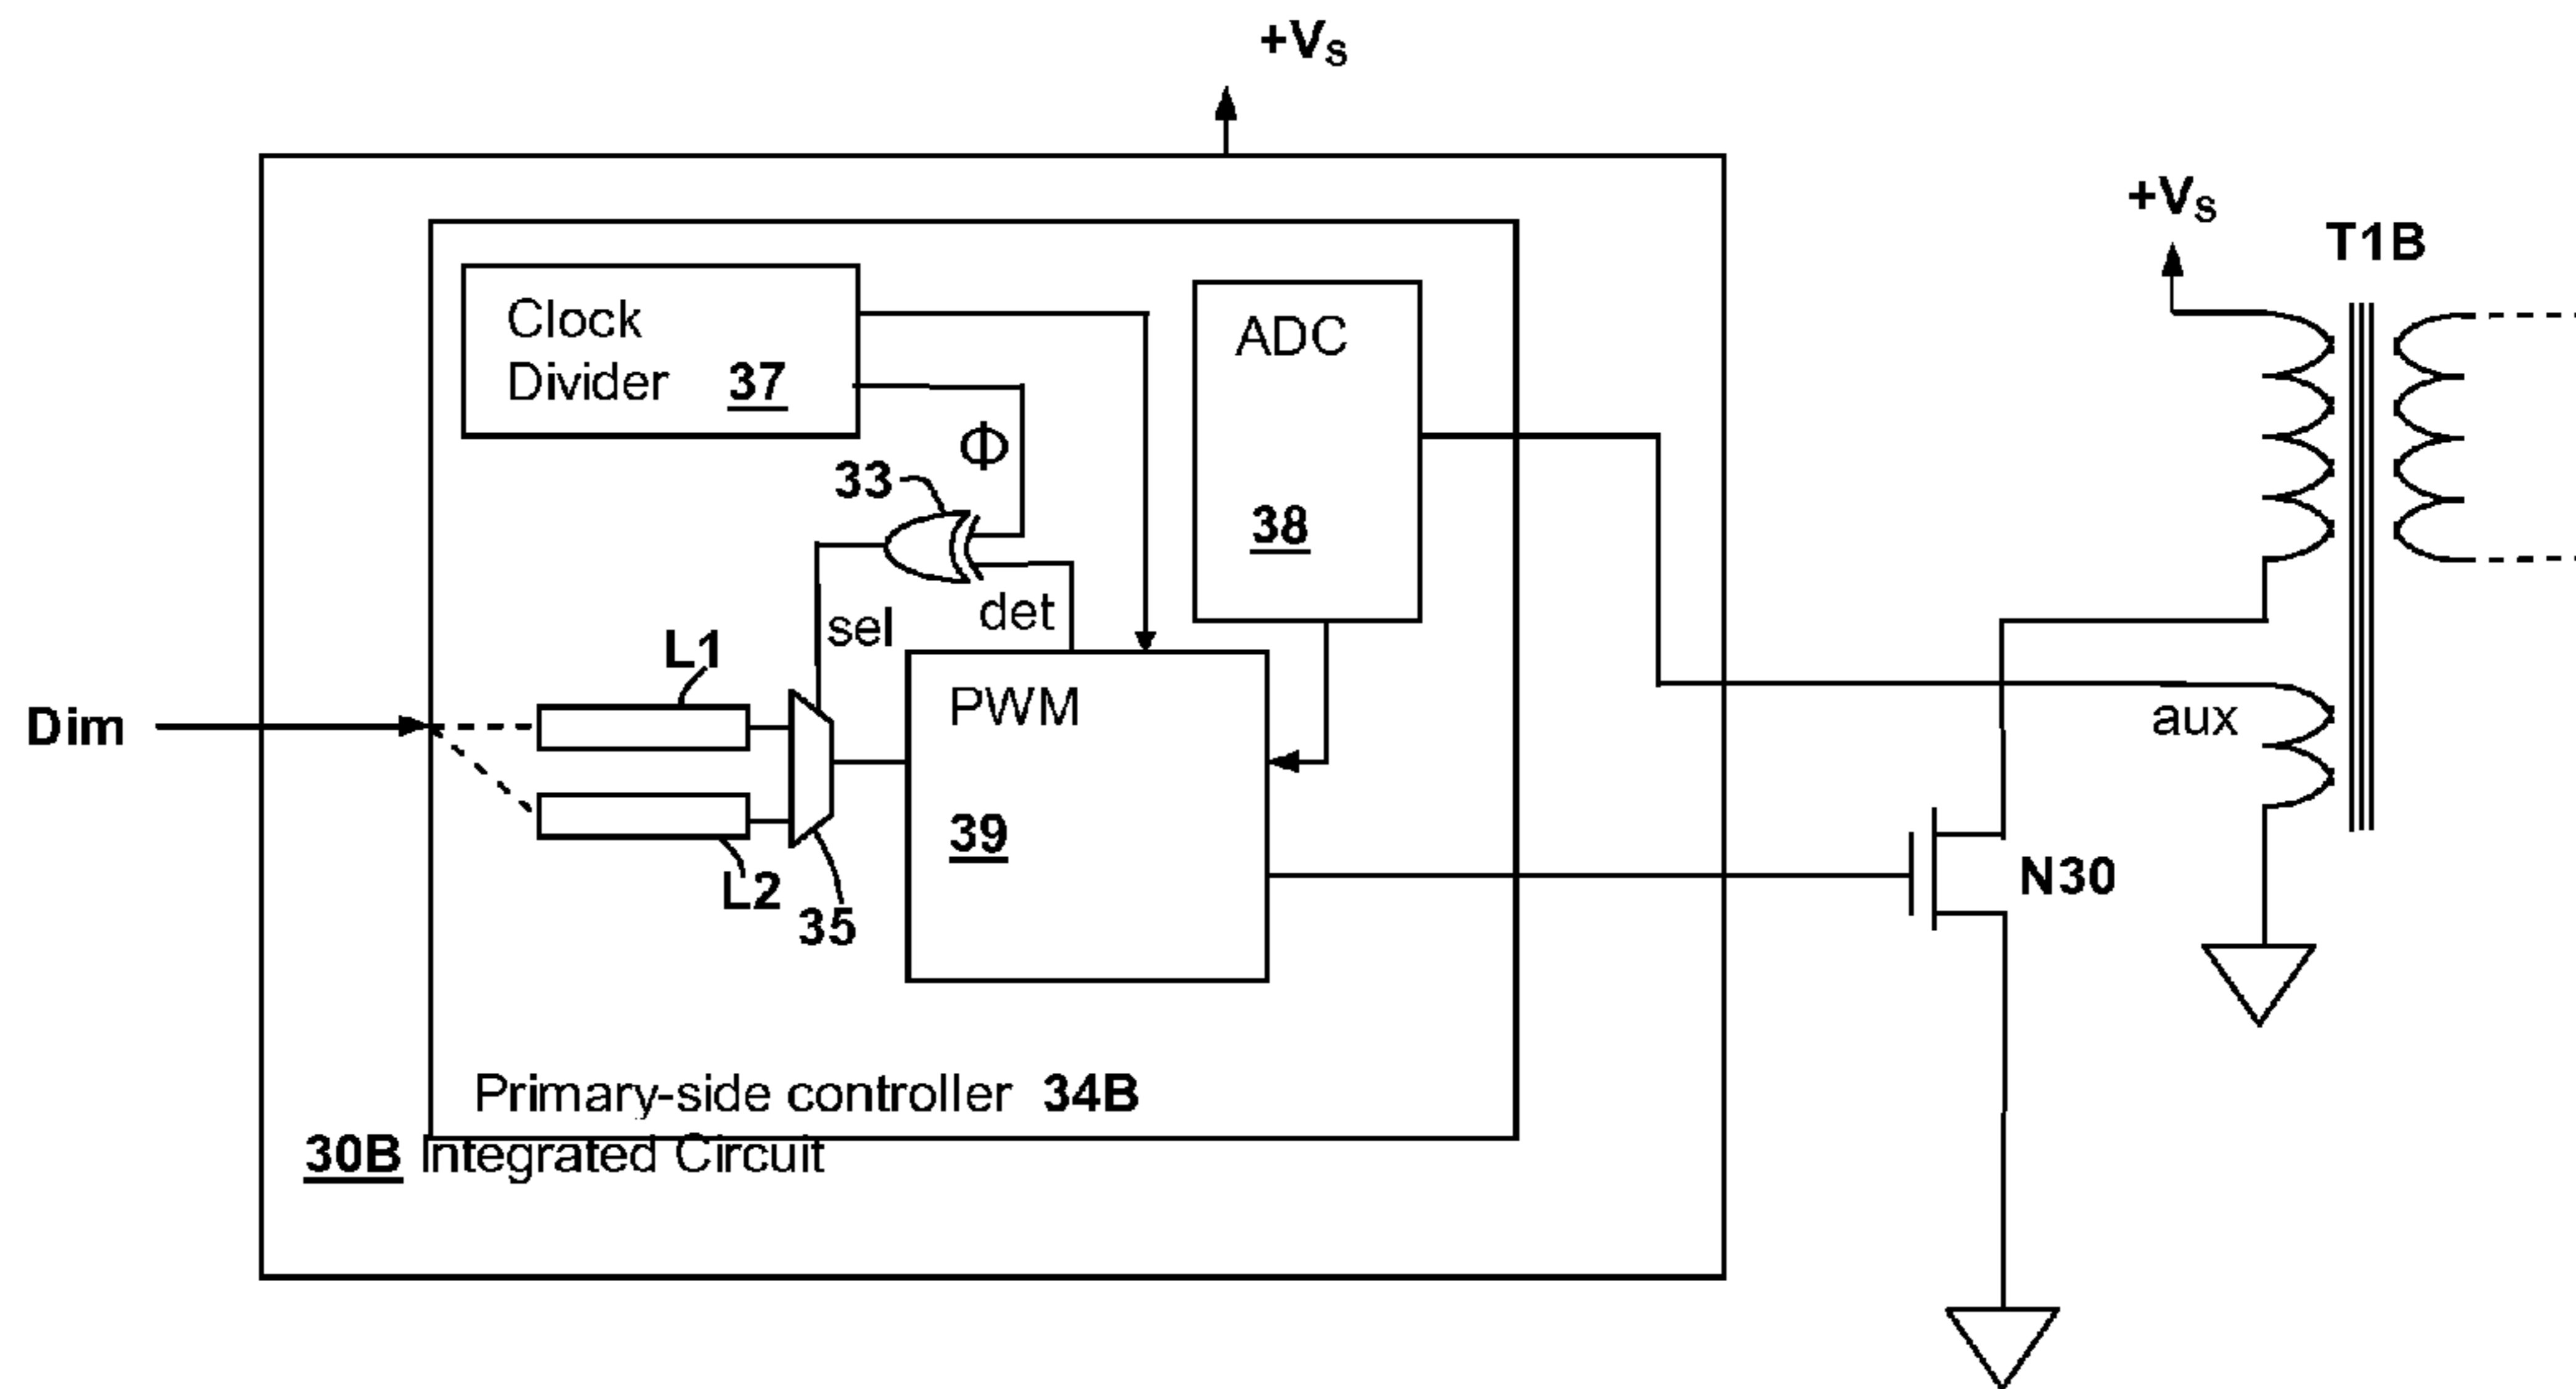 +VS
+VS
T1B
Clock
Divider 37
ADC
38
Φ
33
det
sel
L1
Dim
PWM
39
aux
L2
35
N30
Primary-side controller 34B
30B Integrated Circuit